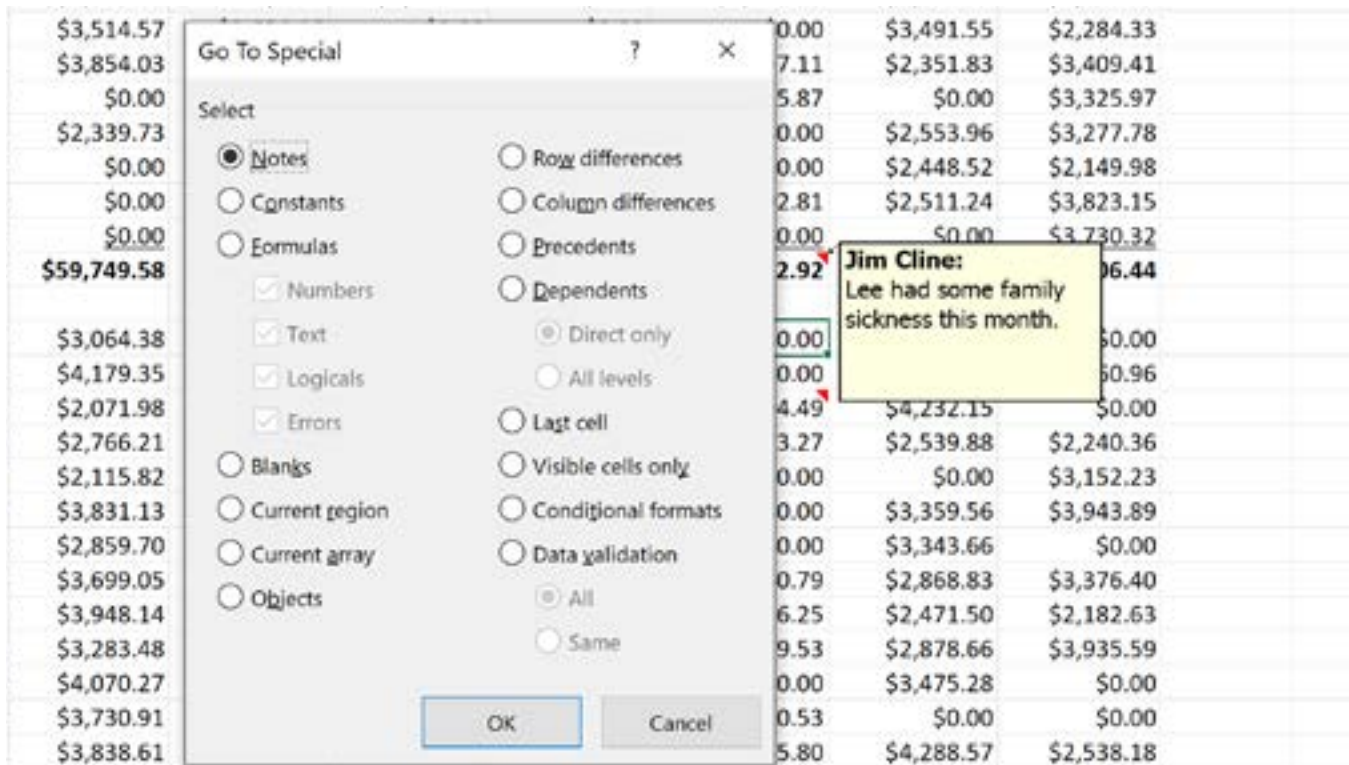 $3,514.57 0.00 $3,491.55 $2,284.33
Go To Special ? ×
$3,854.03 7.11 $2,351.83 $3,409.41
$0.00 5.87 $0.00 $3,325.97
Select
$2,339.73 0.00 $2,553.96 $3,277.78
Notes Row differences
$0.00 0.00 $2,448.52 $2,149.98
$0.00 Constants Column differences 2.81 $2,511.24 $3,823.15
$0.00 Formulas Precedents 0.00 $0.00 $3,730.32
$59,749.58 2.92 06.44
Jim Cline:
Lee had some family
sickness this month.
Numbers Dependents
$3,064.38 Text Direct only 0.00 $0.00
$4,179.35 Logicals All levels 0.00 60.96
$2,071.98 Errors Last cell 4.49 $4,232.15 $0.00
$2,766.21 3.27 $2,539.88 $2,240.36
$2,115.82 Blanks Visible cells only 0.00 $0.00 $3,152.23
$3,831.13 Current region Conditional formats 0.00 $3,359.56 $3,943.89
$2,859.70 Current array Data validation 0.00 $3,343.66 $0.00
$3,699.05 Objects All 0.79 $2,868.83 $3,376.40
$3,948.14 6.25 $2,471.50 $2,182.63
$3,283.48 Same 9.53 $2,878.66 $3,935.59
$4,070.27 0.00 $3,475.28 $0.00
$3,730.91 OK Cancel 0.53 $0.00 $0.00
$3,838.61 5.80 $4,288.57 $2,538.18